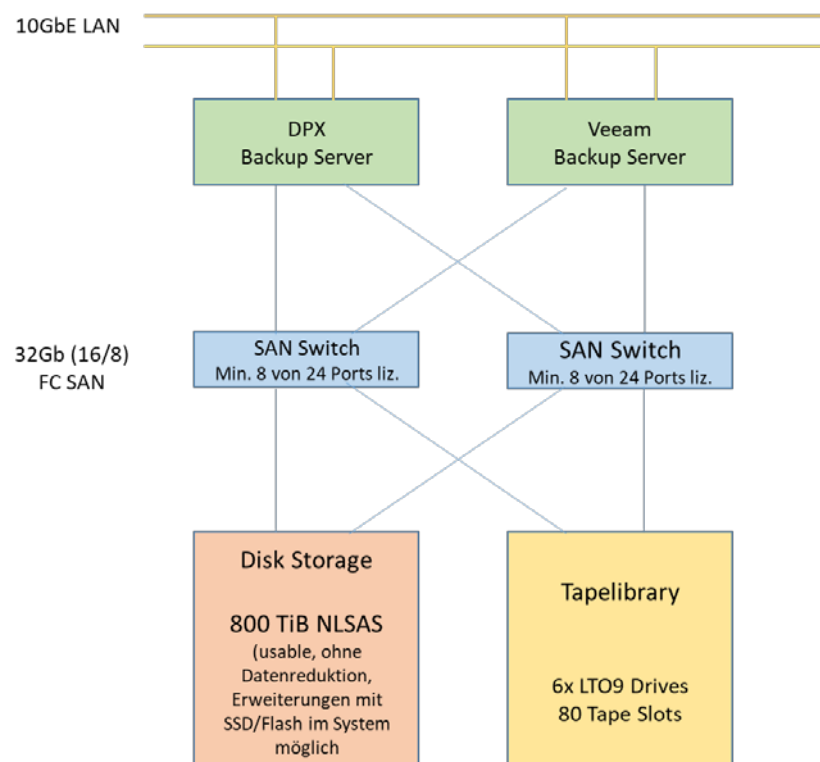 10GbE LAN
DPX
Backup Server
Veeam
Backup Server
32Gb (16/8)
FC SAN
SAN Switch
Min. 8 von 24 Ports liz.
SAN Switch
Min. 8 von 24 Ports liz.
Disk Storage
800 TiB NLSAS
(usable, ohne
Datenreduktion,
Erweiterungen mit
SSD/Flash im System
möglich
Tapelibrary
6x LTO9 Drives
80 Tape Slots